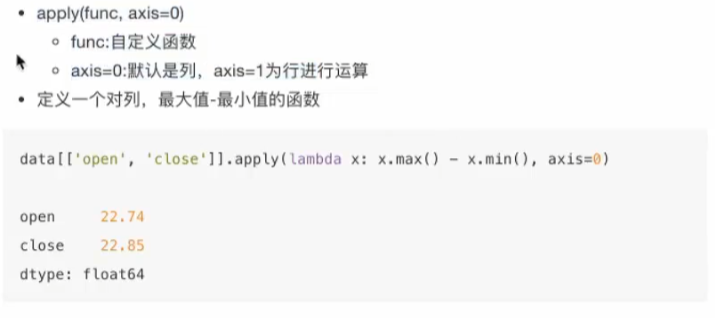 • apply(func, axis=0)
◦ func:自定义函数
◦ axis=0:默认是列，axis=1为行进行运算
• 定义一个对列，最大值-最小值的函数
data[['open', 'close']].apply(lambda x: x.max() - x.min(), axis=0)
open 22.74
close 22.85
dtype: float64